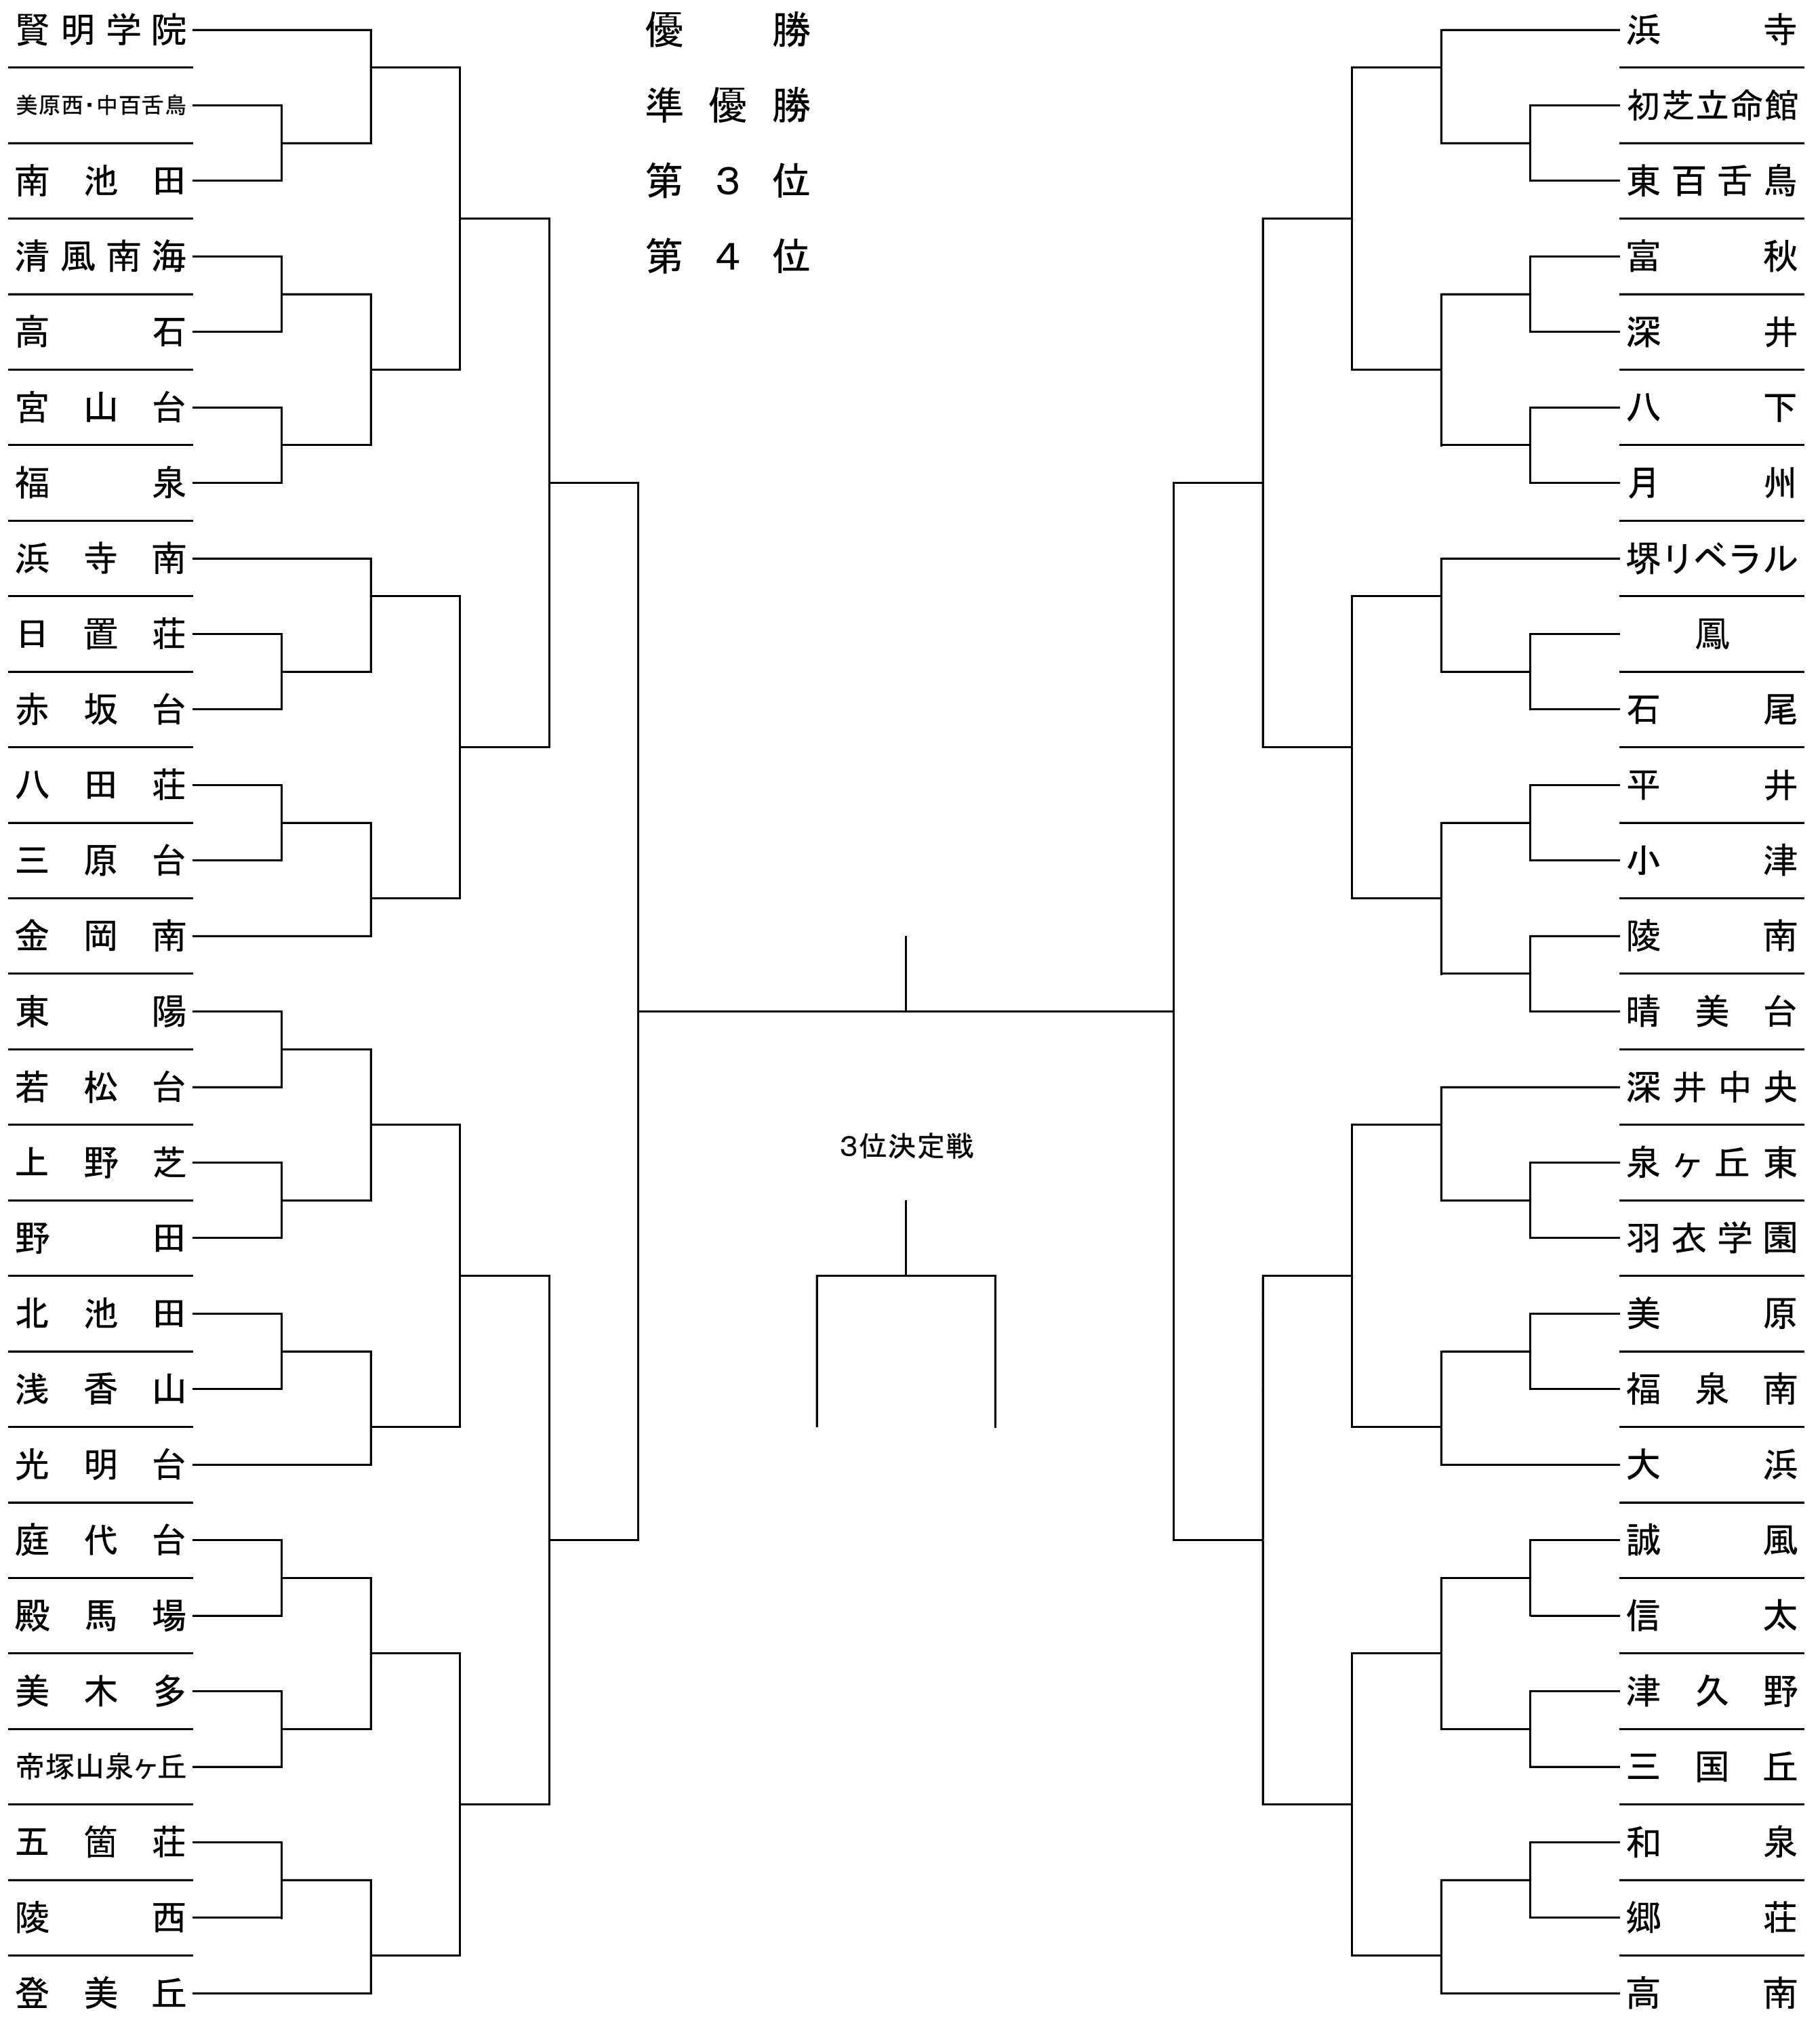 賢明学院
美原西・中百舌鳥
南池田
清風南海
高石
宮山台
福泉
浜寺南
日置荘
赤坂台
八田荘
三原台
金岡南
東陽
若松台
上野芝
野田
北池田
浅香山
光明台
庭代台
殿馬場
美木多
帝塚山泉ヶ丘
五箇荘
陵西
登美丘
優勝
準優勝
第3位
第4位
3位決定戦
浜寺
初芝立命館
東百舌鳥
富秋
深井
八下
月州
堺リベラル
鳳
石尾
平井
小津
陵南
晴美台
深井中央
泉ヶ丘東
羽衣学園
美原
福泉南
大浜
誠風
信太
津久野
三国丘
和泉
郷荘
高南